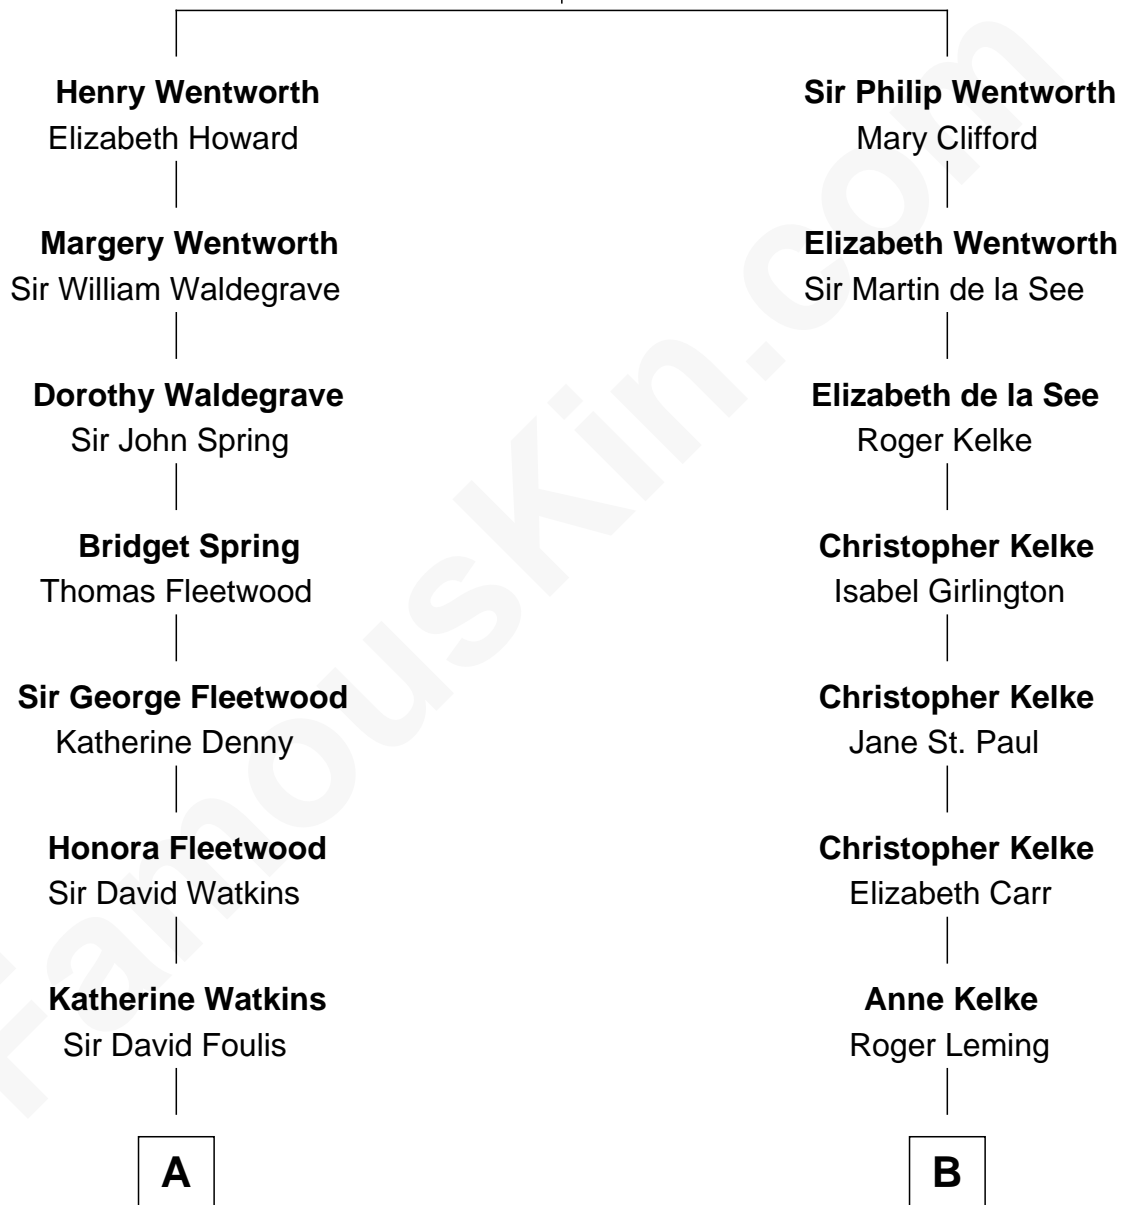 Henry Wentworth
Elizabeth Howard
Margery Wentworth
Sir William Waldegrave
Dorothy Waldegrave
Sir John Spring
Bridget Spring
Thomas Fleetwood
Sir George Fleetwood
Katherine Denny
Honora Fleetwood
Sir David Watkins
Katherine Watkins
Sir David Foulis
A
Sir Philip Wentworth
Mary Clifford
Elizabeth Wentworth
Sir Martin de la See
Elizabeth de la See
Roger Kelke
Christopher Kelke
Isabel Girlington
Christopher Kelke
Jane St. Paul
Christopher Kelke
Elizabeth Carr
Anne Kelke
Roger Leming
B
FamousKin.com